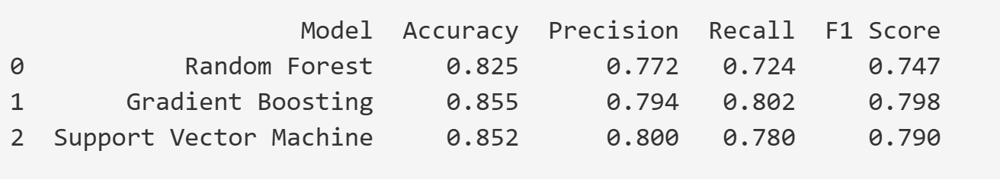 Model Accuracy Precision Recall F1 Score
0 Random Forest 0.825 0.772 0.724 0.747
1 Gradient Boosting 0.855 0.794 0.802 0.798
2 Support Vector Machine 0.852 0.800 0.780 0.790